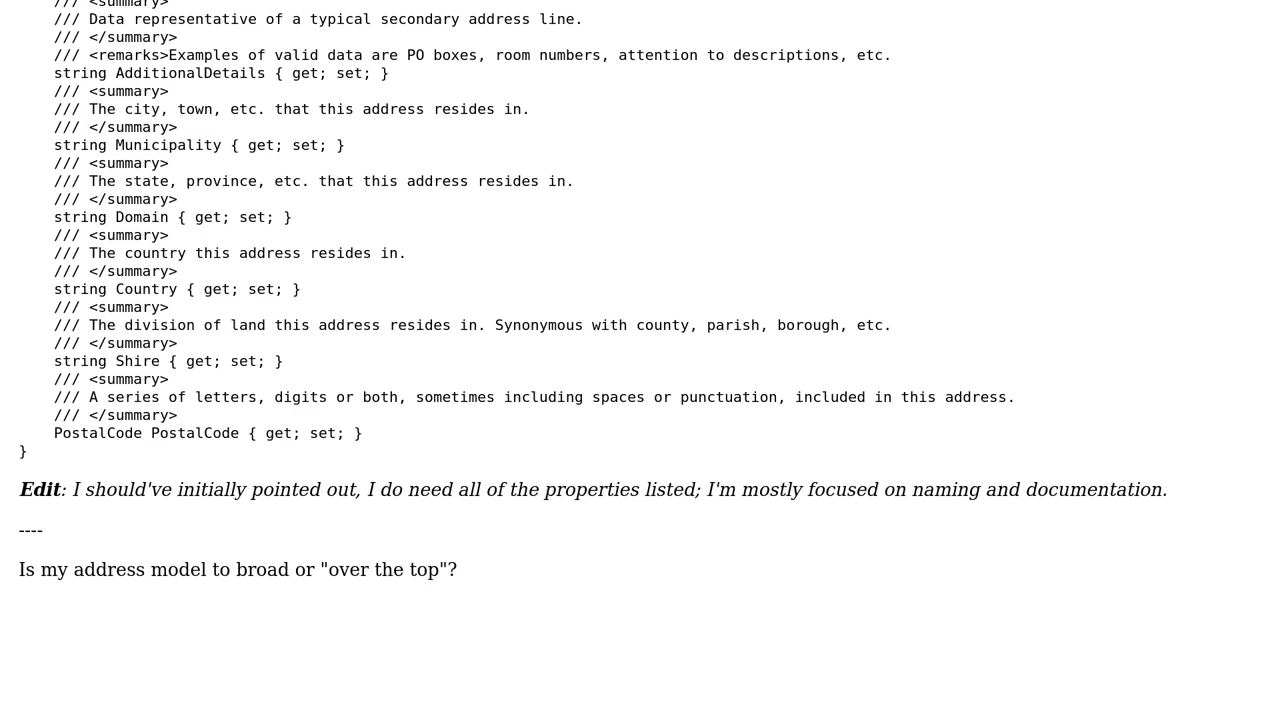 /// <summary>
/// Data representative of a typical secondary address line.
/// </summary>
/// <remarks>Examples of valid data are PO boxes, room numbers, attention to descriptions, etc.
string AdditionalDetails { get; set; }
/// <summary>
/// The city, town, etc. that this address resides in.
/// </summary>
string Municipality { get; set; }
/// <summary>
/// The state, province, etc. that this address resides in.
/// </summary>
string Domain { get; set; }
/// <summary>
/// The country this address resides in.
/// </summary>
string Country { get; set; }
/// <summary>
/// The division of land this address resides in. Synonymous with county, parish, borough, etc.
/// </summary>
string Shire { get; set; }
/// <summary>
/// A series of letters, digits or both, sometimes including spaces or punctuation, included in this address.
/// </summary>
PostalCode PostalCode { get; set; }
}
Edit: I should've initially pointed out, I do need all of the properties listed; I'm mostly focused on naming and documentation.
----
Is my address model to broad or "over the top"?